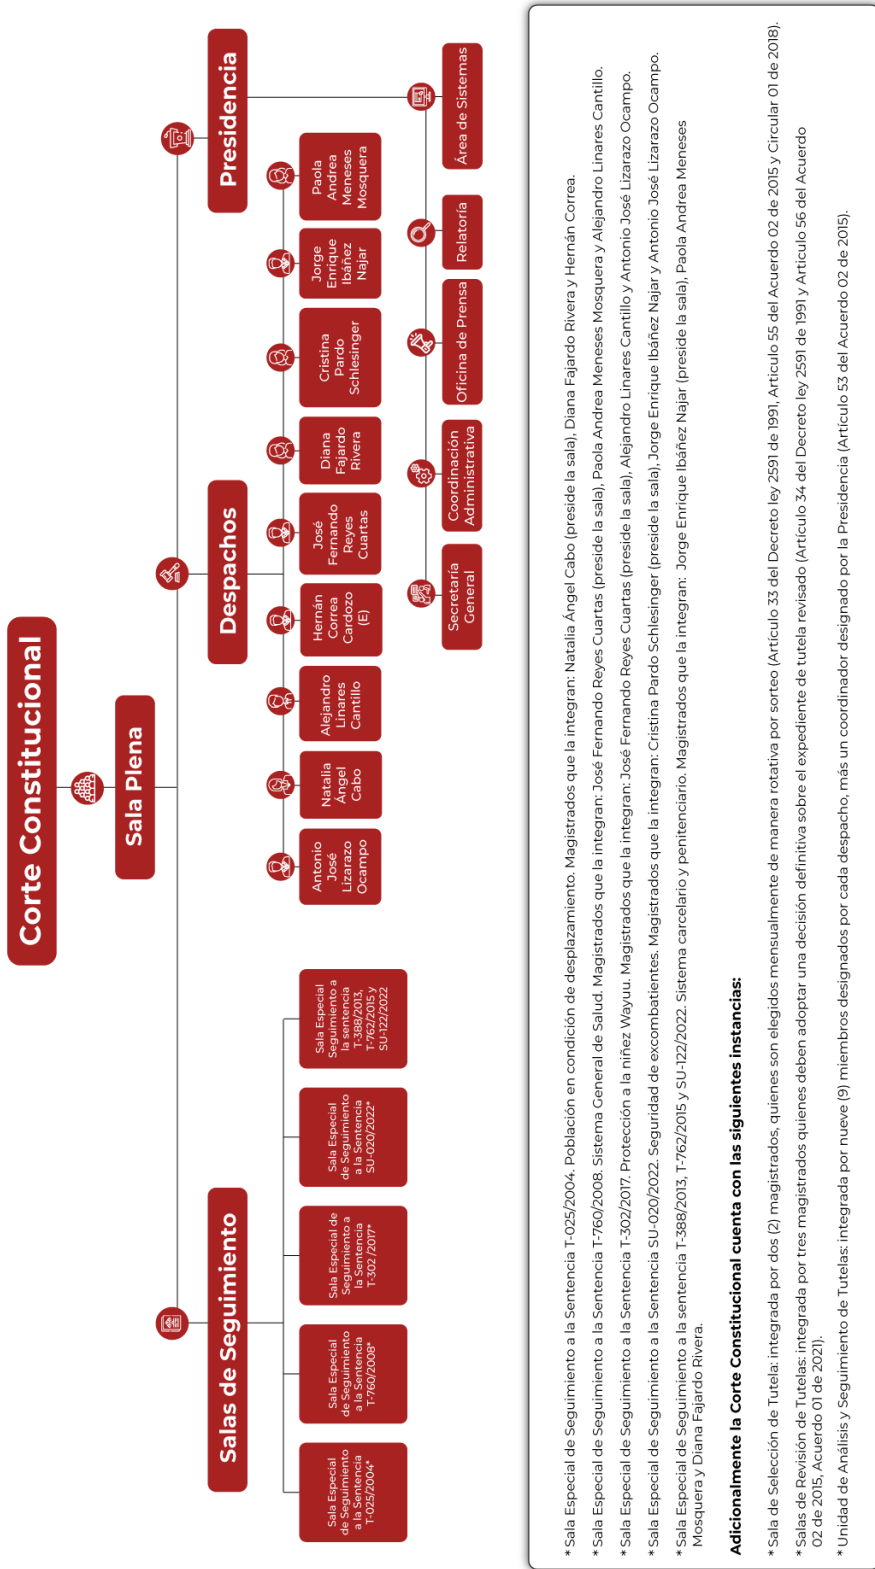 Corte Constitucional
Sala Plena
Salas de Seguimiento
Despachos
Presidencia
Sala Especial
de Seguimiento
a la Sentencia
T-025/2004*
Sala Especial
de Seguimiento
a la Sentencia
T-760/2008*
Sala Especial de
Seguimiento a
la Sentencia
T-302/2017*
Sala Especial
de Seguimiento
a la Sentencia
SU-020/2022*
Sala Especial
Seguimiento a
la sentencia
T-388/2013,
T-762/2015 y
SU-122/2022
Antonio
José
Lizarazo
Ocampo
Natalia
Ángel
Cabo
Alejandro
Linares
Cantillo
Hernán
Correa
Cardozo
(E)
José
Fernando
Reyes
Cuartas
Diana
Fajardo
Rivera
Cristina
Pardo
Schlesinger
Jorge
Enrique
Ibáñez
Najar
Paola
Andrea
Meneses
Mosquera
Secretaría
General
Coordinación
Administrativa
Oficina de Prensa
Relatoría
Área de Sistemas
* Sala Especial de Seguimiento a la Sentencia T-025/2004. Población en condición de desplazamiento. Magistrados que la integran: Natalia Ángel Cabo (preside la sala), Diana Fajardo Rivera y Hernán Correa.
* Sala Especial de Seguimiento a la Sentencia T-760/2008. Sistema General de Salud. Magistrados que la integran: José Fernando Reyes Cuartas (preside la sala), Paola Andrea Meneses Mosquera y Alejandro Linares Cantillo.
* Sala Especial de Seguimiento a la Sentencia T-302/2017. Protección a la niñez Wayuu. Magistrados que la integran: José Fernando Reyes Cuartas (preside la sala), Alejandro Linares Cantillo y Antonio José Lizarazo Ocampo.
* Sala Especial de Seguimiento a la Sentencia SU-020/2022. Seguridad de excombatientes. Magistrados que la integran: Cristina Pardo Schlesinger (preside la sala), Jorge Enrique Ibáñez Najar y Antonio José Lizarazo Ocampo.
* Sala Especial de Seguimiento a la sentencia T-388/2013, T-762/2015 y SU-122/2022. Sistema carcelario y penitenciario. Magistrados que la integran: Jorge Enrique Ibáñez Najar (preside la sala), Paola Andrea Meneses
Mosquera y Diana Fajardo Rivera.
Adicionalmente la Corte Constitucional cuenta con las siguientes instancias:
* Sala de Selección de Tutela: integrada por dos (2) magistrados, quienes son elegidos mensualmente de manera rotativa por sorteo (Artículo 33 del Decreto ley 2591 de 1991, Artículo 55 del Acuerdo 02 de 2015 y Circular 01 de 2018).
* Salas de Revisión de Tutelas: integrada por tres magistrados quienes deben adoptar una decisión definitiva sobre el expediente de tutela revisado (Artículo 34 del Decreto ley 2591 de 1991 y Artículo 56 del Acuerdo
02 de 2015, Acuerdo 01 de 2021).
* Unidad de Análisis y Seguimiento de Tutelas: integrada por nueve (9) miembros designados por cada despacho, más un coordinador designado por la Presidencia (Artículo 53 del Acuerdo 02 de 2015).